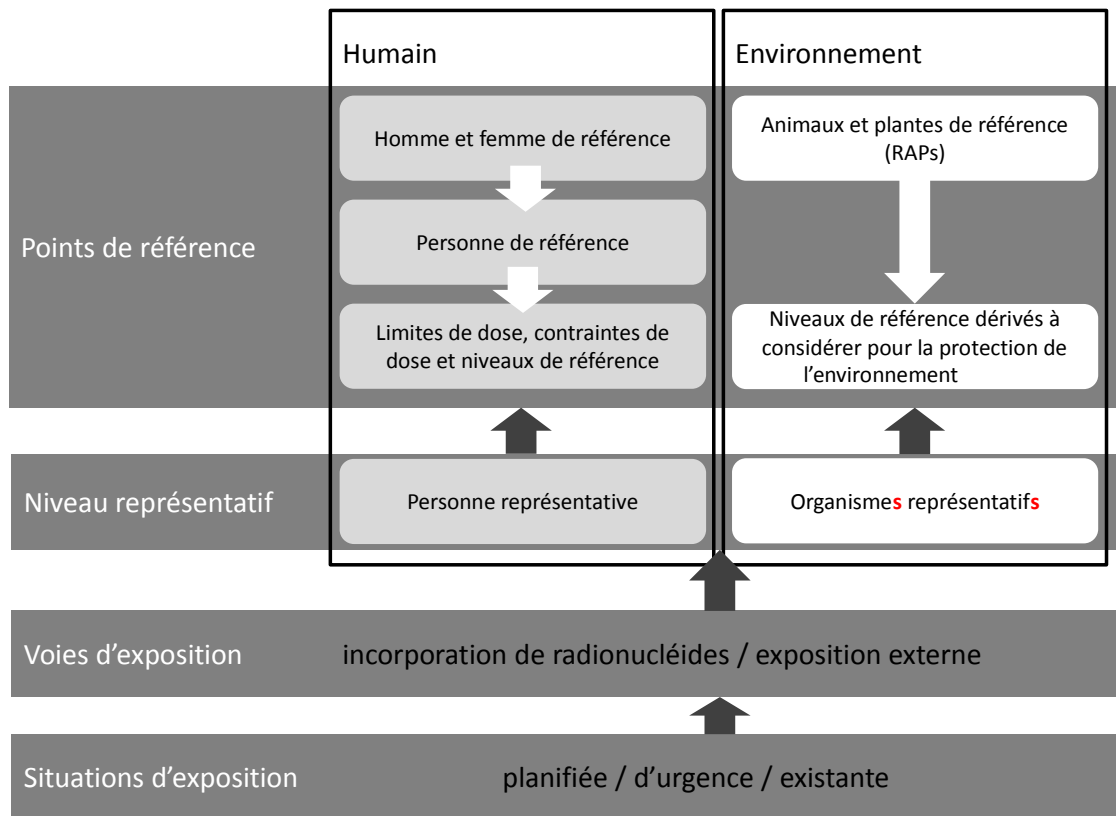 Humain
Environnement
Points de référence
Homme et femme de référence
Personne de référence
Limites de dose, contraintes de
dose et niveaux de référence
Animaux et plantes de référence
(RAPs)
Niveaux de référence dérivés à
considérer pour la protection de
l’environnement
Niveau représentatif
Personne représentative
Organismes représentatifs
Voies d’exposition
incorporation de radionucléides / exposition externe
Situations d’exposition
planifiée / d’urgence / existante